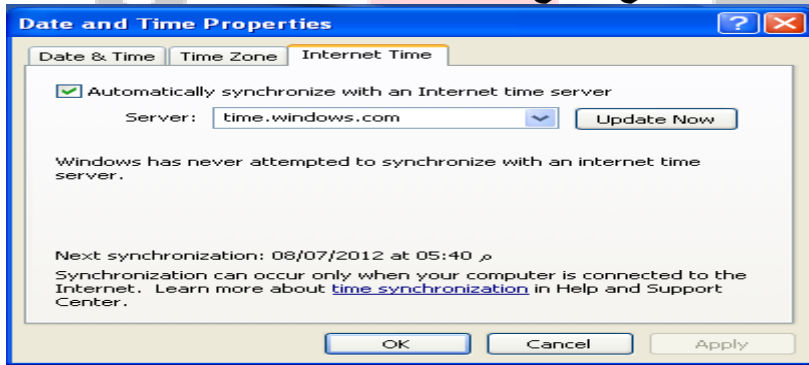 Date and Time Properties
Date & Time Time Zone Internet Time
Automatically synchronize with an Internet time server
Server: time.windows.com Update Now
Windows has never attempted to synchronize with an internet time
server.
Next synchronization: 08/07/2012 at 05:40 م
Synchronization can occur only when your computer is connected to the
Internet. Learn more about time synchronization in Help and Support
Center.
OK Cancel Apply